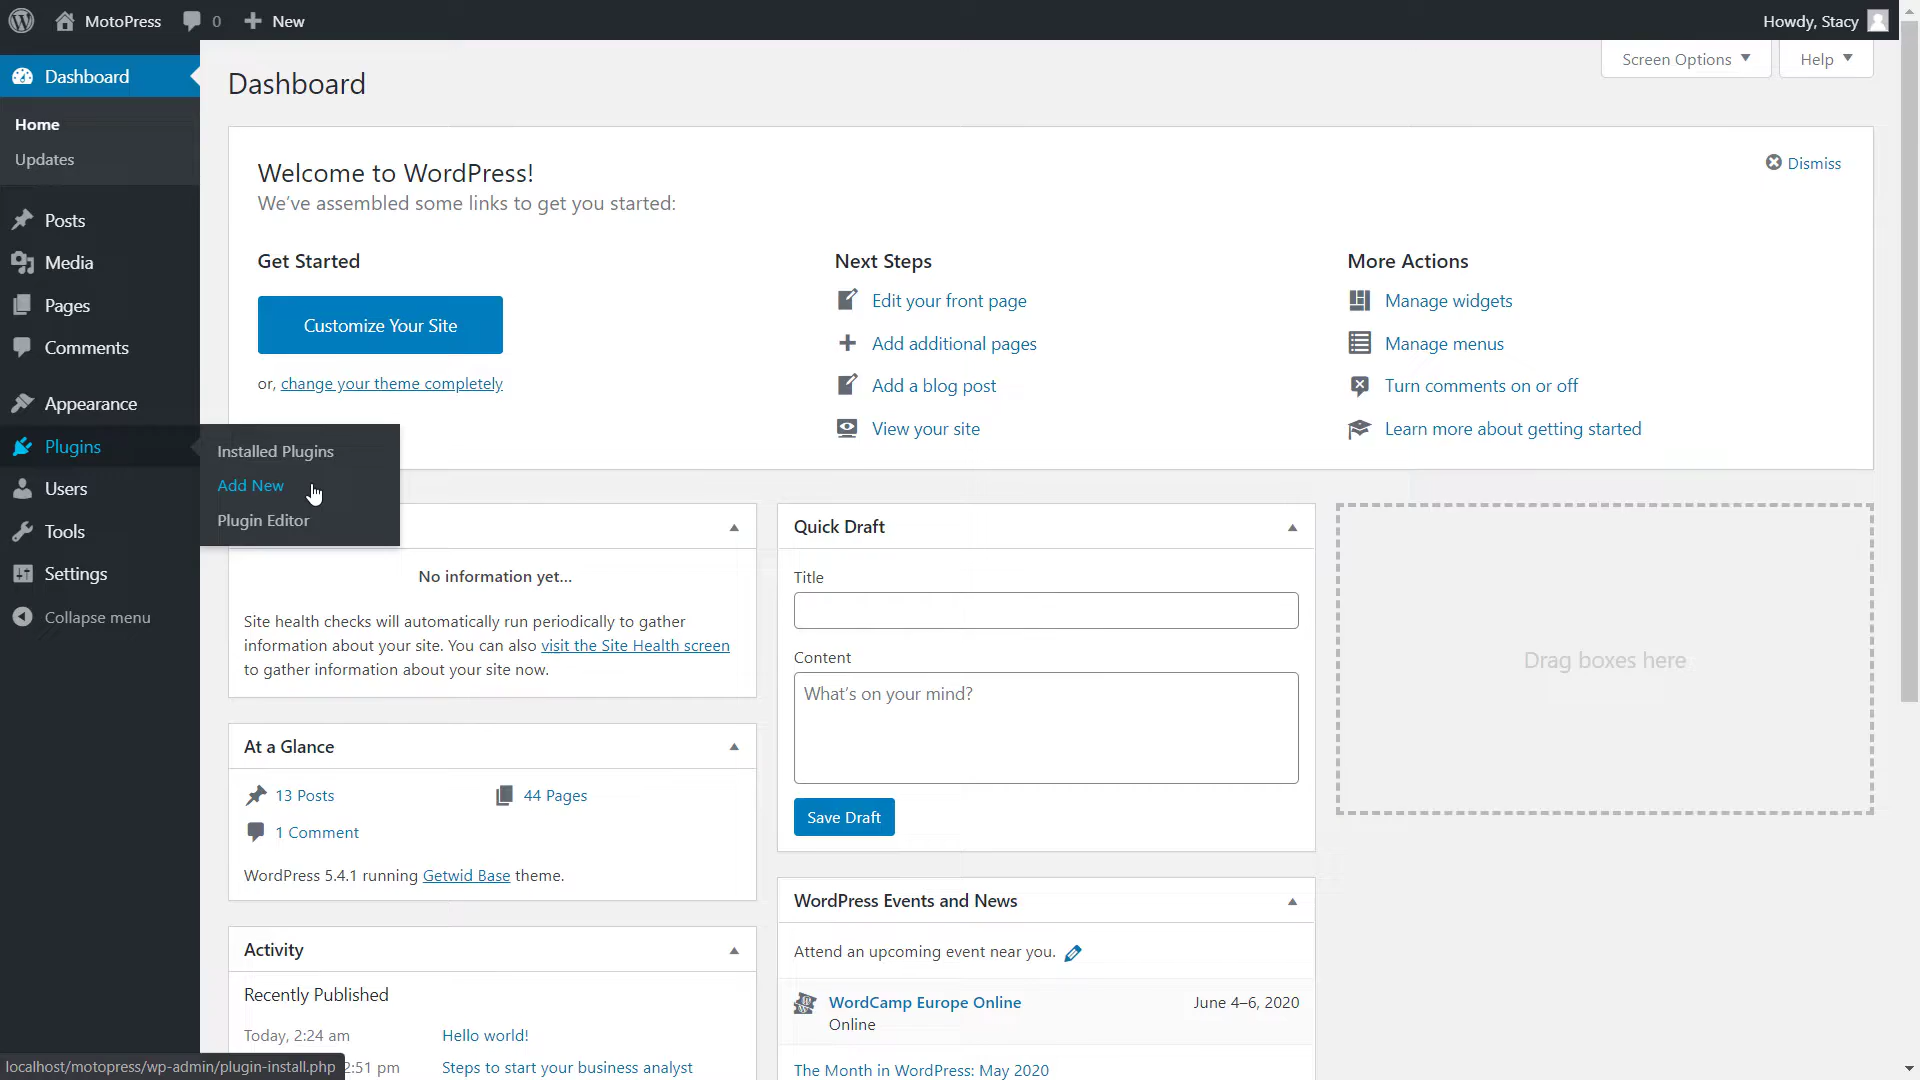 MotoPress
0
New
Howdy, Stacy
Dashboard
Home
Updates
Posts
Media
Pages
Comments
Appearance
Plugins
Users
Tools
Settings
Collapse menu
Installed Plugins
Add New
Plugin Editor
Screen Options
Help
Dashboard
Welcome to WordPress!
We've assembled some links to get you started:
Dismiss
Get Started
Customize Your Site
or, change your theme completely
Next Steps
Edit your front page
Add additional pages
Add a blog post
View your site
More Actions
Manage widgets
Manage menus
Turn comments on or off
Learn more about getting started
No information yet...
Site health checks will automatically run periodically to gather
information about your site. You can also visit the Site Health screen
to gather information about your site now.
At a Glance
13 Posts
44 Pages
1 Comment
WordPress 5.4.1 running Getwid Base theme.
Activity
Recently Published
Today, 2:24 am
Hello world!
2:51 pm
Steps to start your business analyst
Quick Draft
Title
Content
What's on your mind?
Save Draft
WordPress Events and News
Attend an upcoming event near you.
WordCamp Europe Online
June 4–6, 2020
Online
The Month in WordPress: May 2020
Drag boxes here
localhost/motopress/wp-admin/plugin-install.php